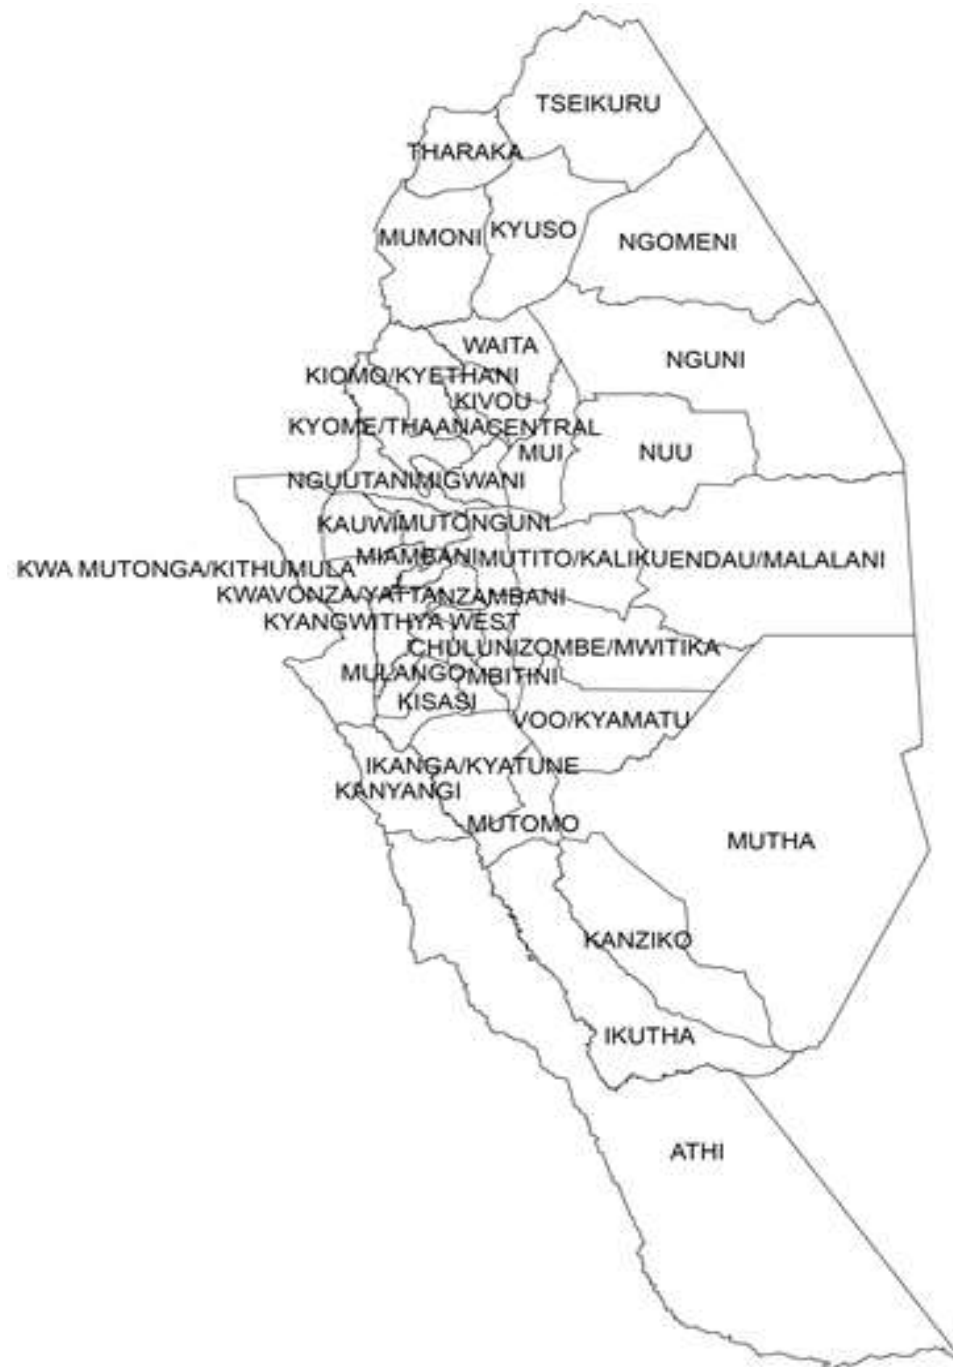 TSEIKURU
THARAKA
KYUSO
MUMONI
NGOMENI
WAITA
NGUNI
KIOMO/KYETHANI
KIVOU
KYOME/THAANA
CENTRAL
MUI
NUU
NGUUTANI
MIGWANI
KAUWI
MUTONGUNI
MIAMBANI
MUTITO/KALIKU
ENDAU/MALALANI
KWA MUTONGA/KITHUMULA
KWAVONZA/YATTA
NZAMBANI
KYANGWITHYA WEST
CHULUNI
ZOMBE/MWITIKA
MULANGO
MBITINI
KISASI
VOO/KYAMATU
IKANGA/KYATUNE
KANYANGI
MUTOMO
MUTHA
KANZIKO
IKUTHA
ATHI